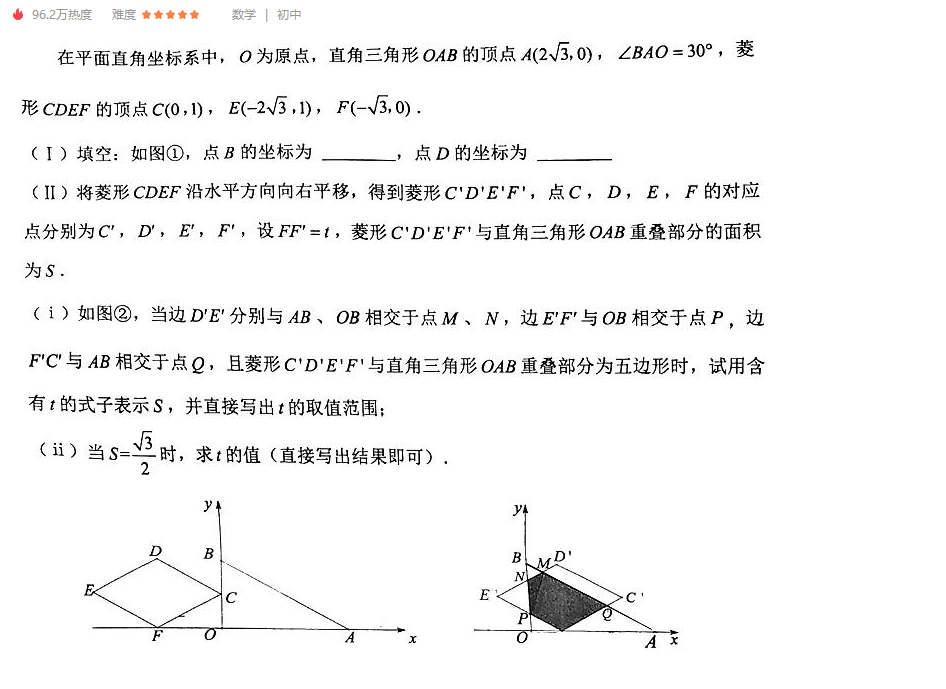 96.2万热度 难度 ★★★★★ 数学 | 初中
在平面直角坐标系中，O 为原点，直角三角形 OAB 的顶点 A(2√3,0)，∠BAO = 30°，菱
形 CDEF 的顶点 C(0,1)，E(−2√3,1)，F(−√3,0)．
（Ⅰ）填空：如图①，点 B 的坐标为 ________，点 D 的坐标为 ________
（Ⅱ）将菱形 CDEF 沿水平方向向右平移，得到菱形 C'D'E'F'，点 C，D，E，F 的对应
点分别为 C'，D'，E'，F'，设 FF' = t，菱形 C'D'E'F' 与直角三角形 OAB 重叠部分的面积
为 S．
（ⅰ）如图②，当边 D'E' 分别与 AB、OB 相交于点 M、N，边 E'F' 与 OB 相交于点 P，边
F'C' 与 AB 相交于点 Q，且菱形 C'D'E'F' 与直角三角形 OAB 重叠部分为五边形时，试用含
有 t 的式子表示 S，并直接写出 t 的取值范围；
（ⅱ）当 S=√3/2 时，求 t 的值（直接写出结果即可）．
y
D B
E C
F O A x
y
B M D'
N
E' C'
P Q
O A x